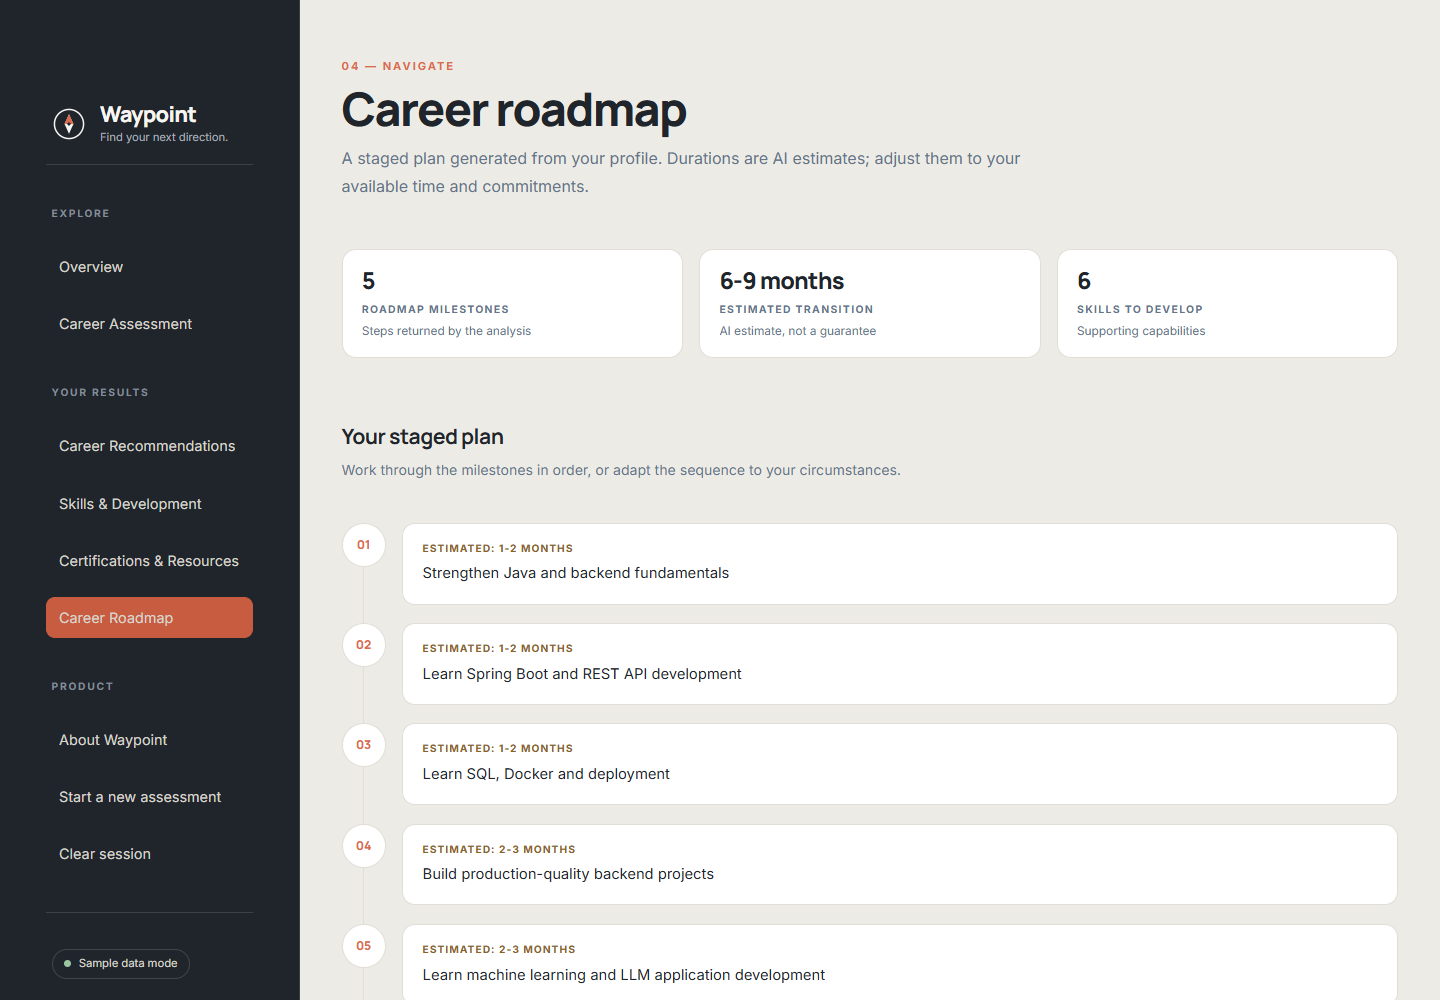 Waypoint
Find your next direction.
EXPLORE
Overview
Career Assessment
YOUR RESULTS
Career Recommendations
Skills & Development
Certifications & Resources
Career Roadmap
PRODUCT
About Waypoint
Start a new assessment
Clear session
Sample data mode
04 — NAVIGATE
Career roadmap
A staged plan generated from your profile. Durations are AI estimates; adjust them to your
available time and commitments.
5
ROADMAP MILESTONES
Steps returned by the analysis
6-9 months
ESTIMATED TRANSITION
AI estimate, not a guarantee
6
SKILLS TO DEVELOP
Supporting capabilities
Your staged plan
Work through the milestones in order, or adapt the sequence to your circumstances.
01
ESTIMATED: 1-2 MONTHS
Strengthen Java and backend fundamentals
02
ESTIMATED: 1-2 MONTHS
Learn Spring Boot and REST API development
03
ESTIMATED: 1-2 MONTHS
Learn SQL, Docker and deployment
04
ESTIMATED: 2-3 MONTHS
Build production-quality backend projects
05
ESTIMATED: 2-3 MONTHS
Learn machine learning and LLM application development